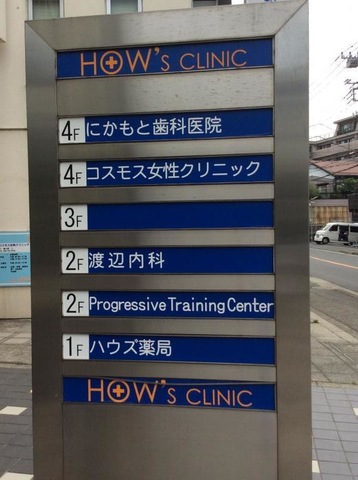 HOW's CLINIC
4F にかもと歯科医院
4F コスモス女性クリニック
3F
2F 渡辺内科
2F Progressive Training Center
1F ハウズ薬局
HOW's CLINIC